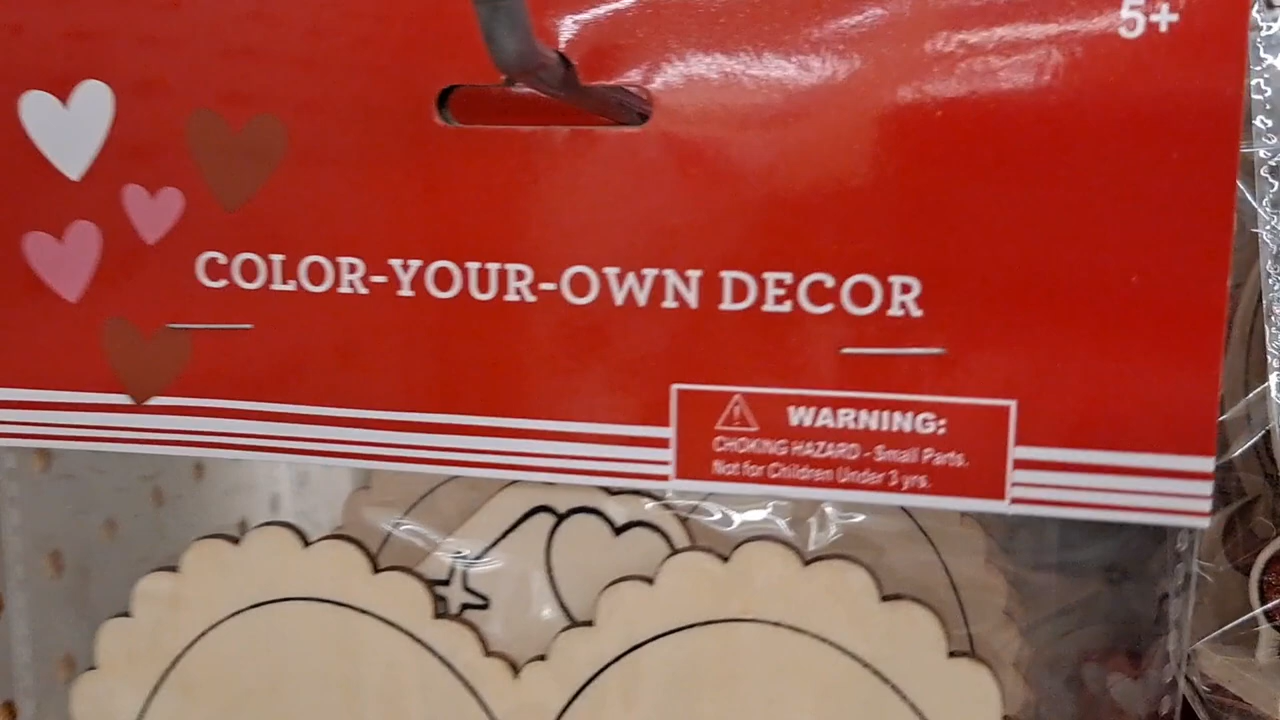 5+
COLOR-YOUR-OWN DECOR
WARNING:
CHOKING HAZARD - Small Parts.
Not for Children Under 3 yrs.